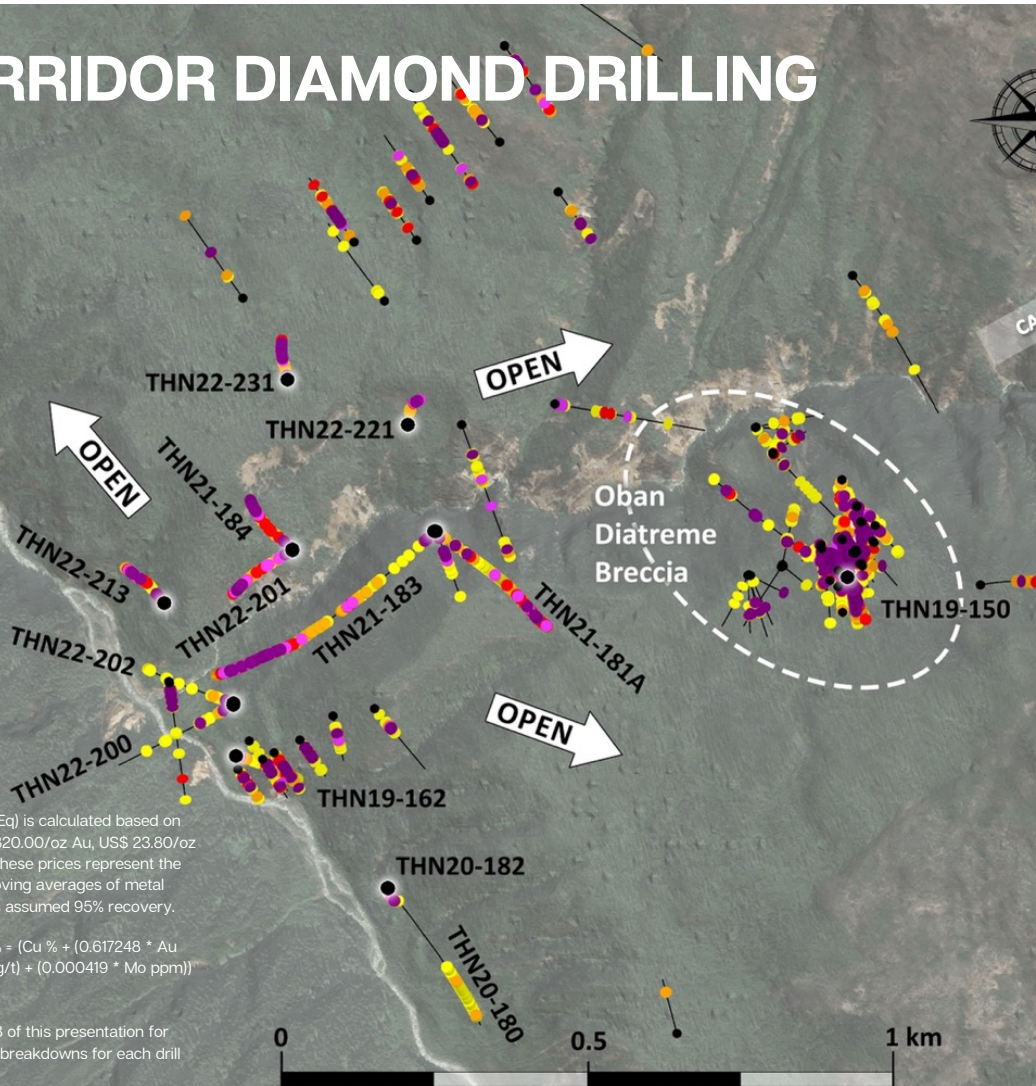 RRIDOR DIAMOND DRILLING
CA
THN22-231
OPEN
THN22-221
OPEN
THN21-184
Oban
Diatreme
Breccia
THN22-213
THN22-201
THN21-183
THN21-181A
THN19-150
THN22-202
OPEN
THN22-200
THN19-162
Eq) is calculated based on
320.00/oz Au, US$ 23.80/oz
hese prices represent the
oving averages of metal
assumed 95% recovery.
THN20-182
= (Cu % + (0.617248 * Au
g/t) + (0.000419 * Mo ppm))
THN20-180
of this presentation for
breakdowns for each drill
0 0.5 1 km